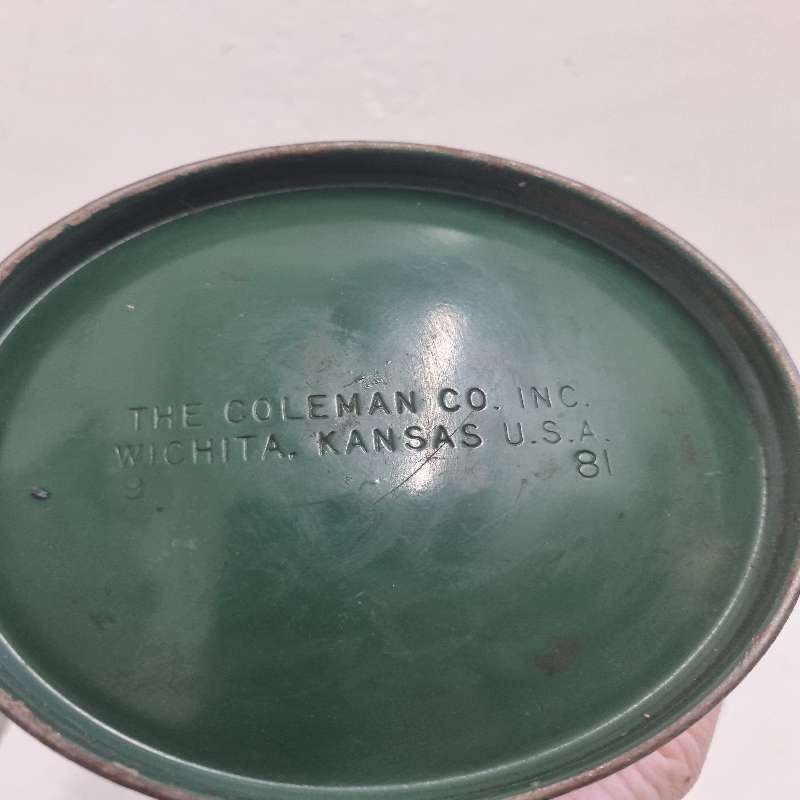 THE COLEMAN CO. INC.
WICHITA, KANSAS U.S.A.
9 81